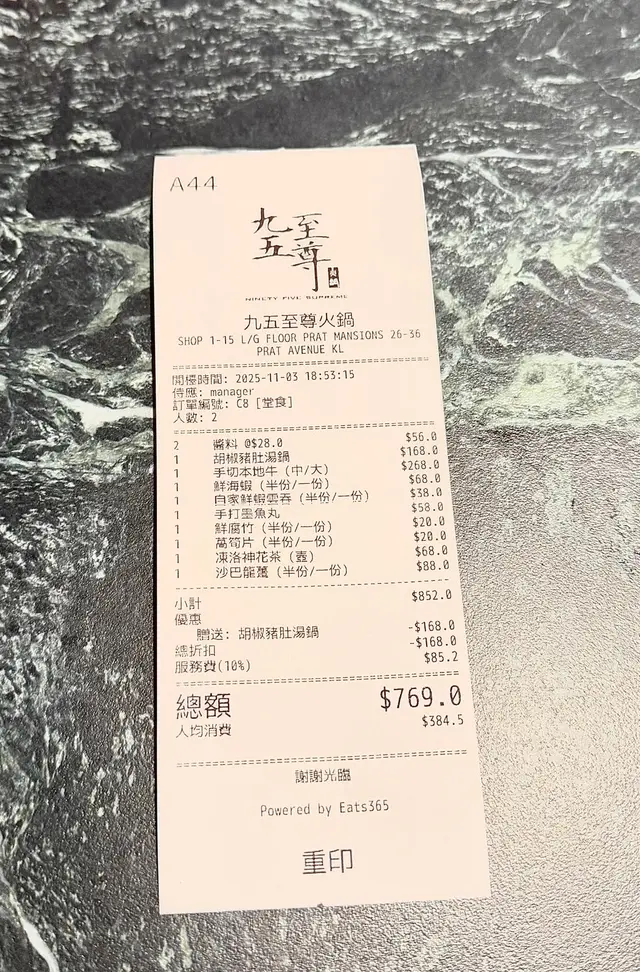 A44
九五至尊
NINETY FIVE SUPREME
九五至尊火鍋
SHOP 1-15 L/G FLOOR PRAT MANSIONS 26-36
PRAT AVENUE KL
開檯時間: 2025-11-03 18:53:15
侍應: manager
訂單編號: C8 [堂食]
人數: 2
2 醬料 @$28.0 $56.0
1 胡椒豬肚湯鍋 $168.0
1 手切本地牛 (中/大) $268.0
1 鮮海蝦 (半份/一份) $68.0
1 自家鮮蝦雲吞 (半份/一份) $38.0
1 手打墨魚丸 $58.0
1 鮮腐竹 (半份/一份) $20.0
1 萵筍片 (半份/一份) $20.0
1 凍洛神花茶 (壺) $68.0
1 沙巴龍躉 (半份/一份) $88.0
小計 $852.0
優惠
贈送: 胡椒豬肚湯鍋 -$168.0
總折扣 -$168.0
服務費(10%) $85.2
總額 $769.0
人均消費 $384.5
謝謝光臨
Powered by Eats365
重印